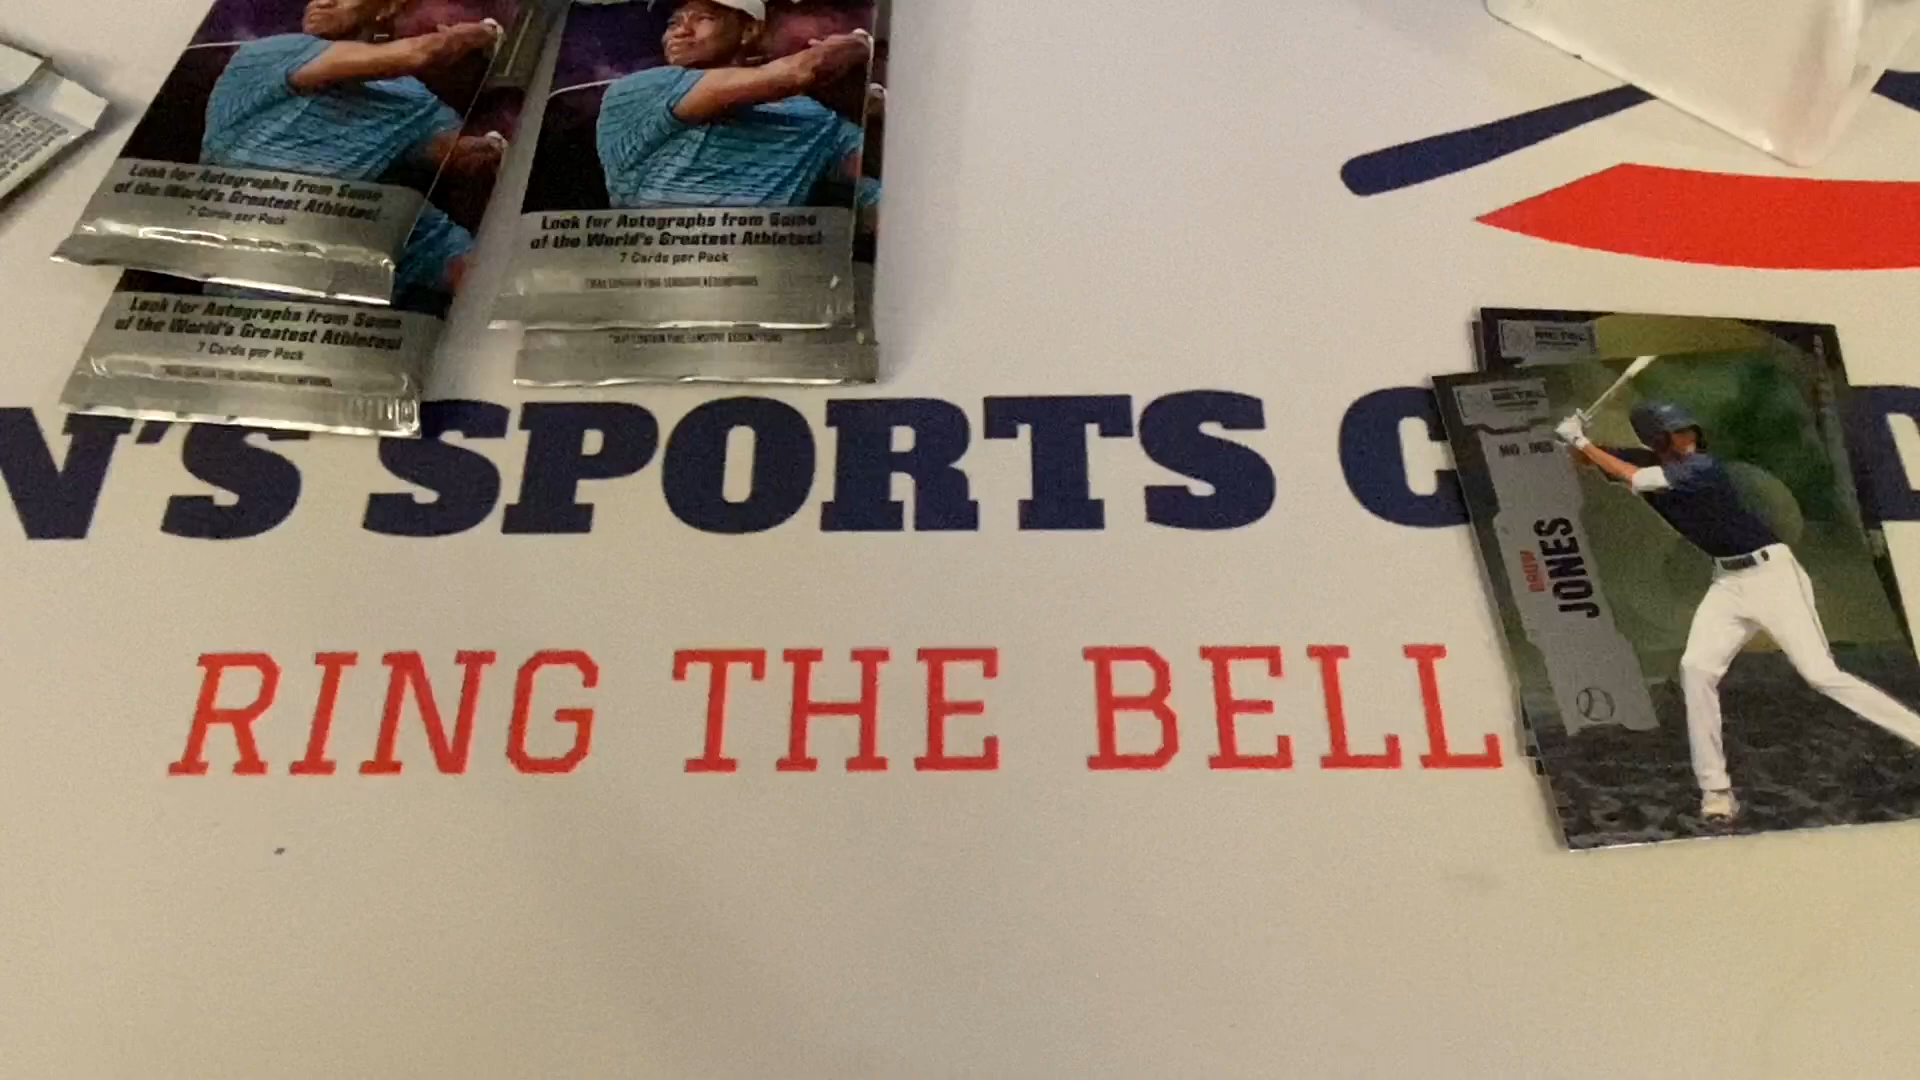 Look for Autographs from Some
of the World's Greatest Athletes!
7 Cards per Pack
Look for Autographs from Some
of the World's Greatest Athletes!
7 Cards per Pack
Look for Autographs from Some
of the World's Greatest Athletes!
7 Cards per Pack
N'S SPORTS C
RING THE BELL
DRUW
JONES